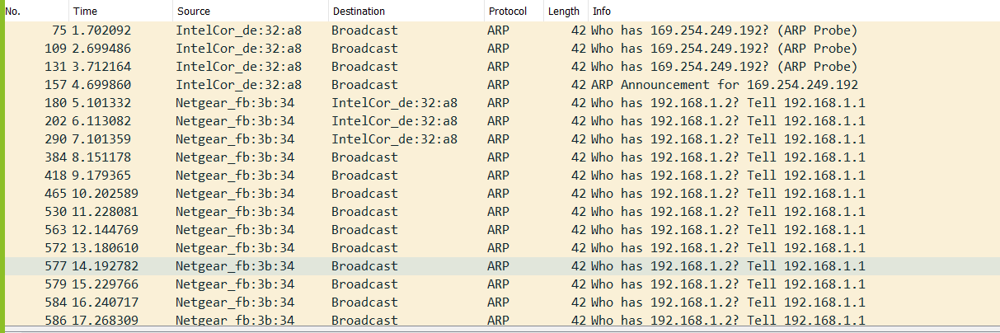 No. Time Source Destination Protocol Length Info
75 1.702092 IntelCor_de:32:a8 Broadcast ARP 42 Who has 169.254.249.192? (ARP Probe)
109 2.699486 IntelCor_de:32:a8 Broadcast ARP 42 Who has 169.254.249.192? (ARP Probe)
131 3.712164 IntelCor_de:32:a8 Broadcast ARP 42 Who has 169.254.249.192? (ARP Probe)
157 4.699860 IntelCor_de:32:a8 Broadcast ARP 42 ARP Announcement for 169.254.249.192
180 5.101332 Netgear_fb:3b:34 IntelCor_de:32:a8 ARP 42 Who has 192.168.1.2? Tell 192.168.1.1
202 6.113082 Netgear_fb:3b:34 IntelCor_de:32:a8 ARP 42 Who has 192.168.1.2? Tell 192.168.1.1
290 7.101359 Netgear_fb:3b:34 IntelCor_de:32:a8 ARP 42 Who has 192.168.1.2? Tell 192.168.1.1
384 8.151178 Netgear_fb:3b:34 Broadcast ARP 42 Who has 192.168.1.2? Tell 192.168.1.1
418 9.179365 Netgear_fb:3b:34 Broadcast ARP 42 Who has 192.168.1.2? Tell 192.168.1.1
465 10.202589 Netgear_fb:3b:34 Broadcast ARP 42 Who has 192.168.1.2? Tell 192.168.1.1
530 11.228081 Netgear_fb:3b:34 Broadcast ARP 42 Who has 192.168.1.2? Tell 192.168.1.1
563 12.144769 Netgear_fb:3b:34 Broadcast ARP 42 Who has 192.168.1.2? Tell 192.168.1.1
572 13.180610 Netgear_fb:3b:34 Broadcast ARP 42 Who has 192.168.1.2? Tell 192.168.1.1
577 14.192782 Netgear_fb:3b:34 Broadcast ARP 42 Who has 192.168.1.2? Tell 192.168.1.1
579 15.229766 Netgear_fb:3b:34 Broadcast ARP 42 Who has 192.168.1.2? Tell 192.168.1.1
584 16.240717 Netgear_fb:3b:34 Broadcast ARP 42 Who has 192.168.1.2? Tell 192.168.1.1
586 17.268309 Netgear_fb:3b:34 Broadcast ARP 42 Who has 192.168.1.2? Tell 192.168.1.1